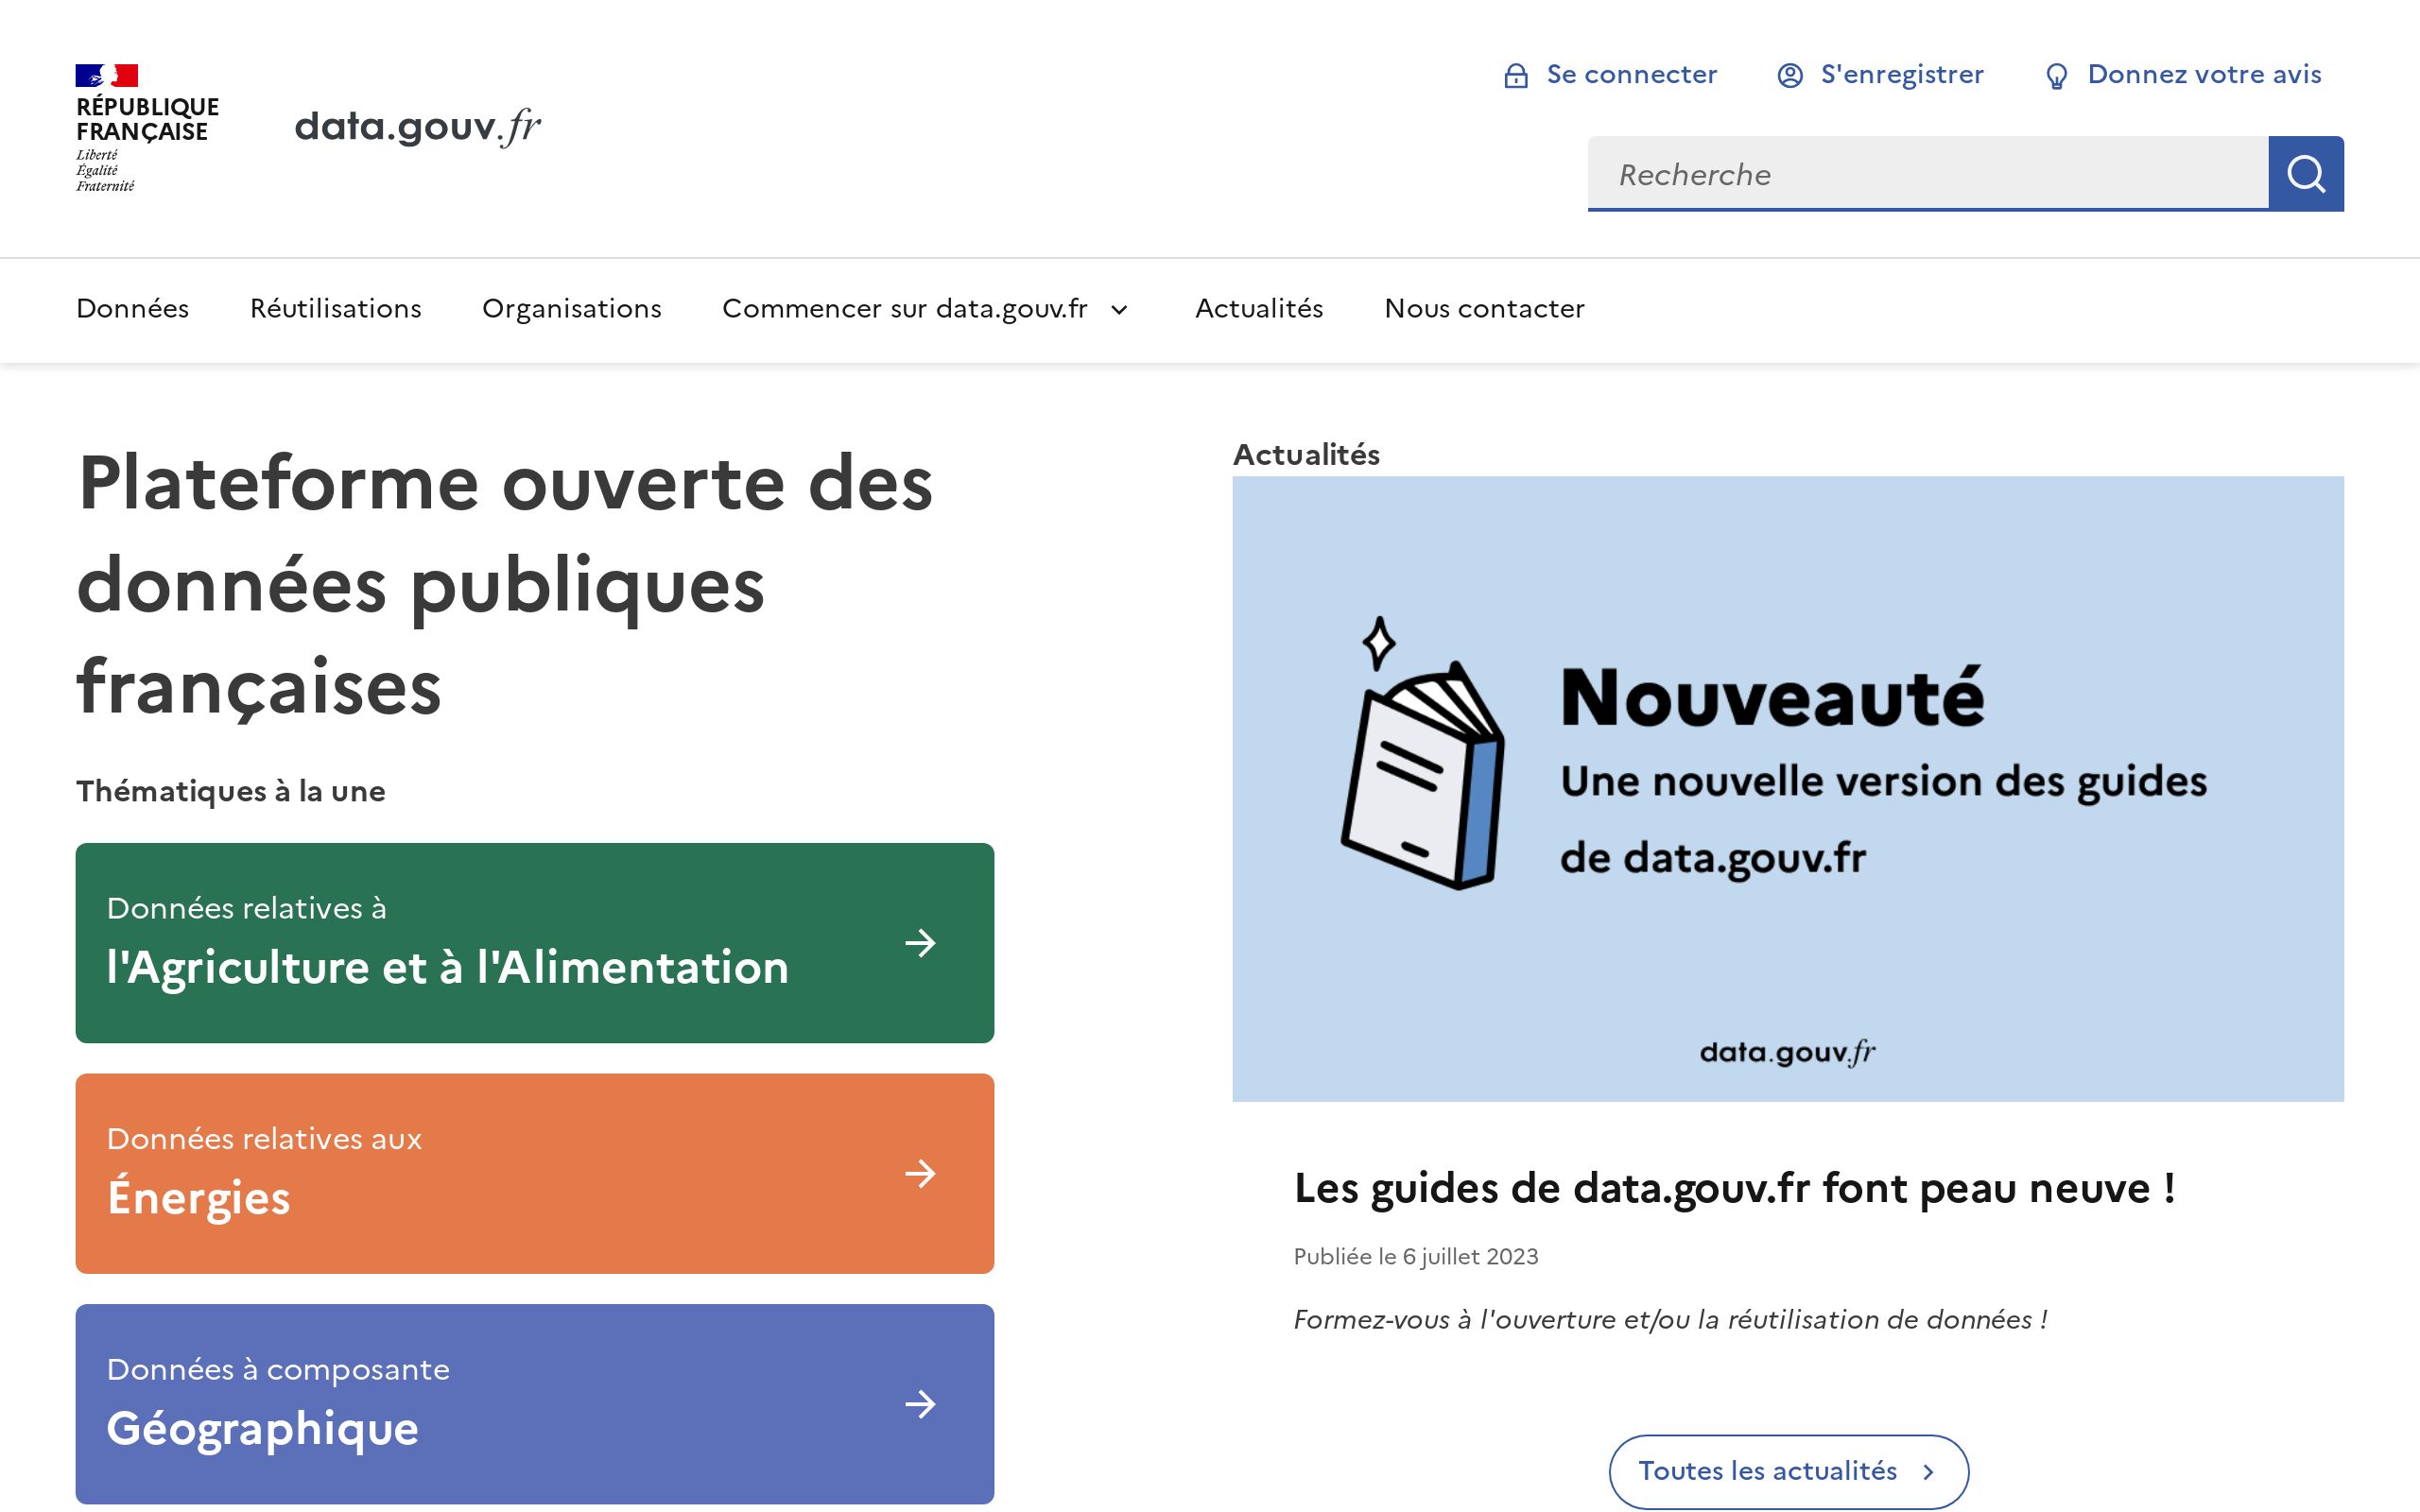 RÉPUBLIQUE
FRANÇAISE
Liberté
Égalité
Fraternité
data.gouv.fr
Se connecter
S'enregistrer
Donnez votre avis
Recherche
Données
Réutilisations
Organisations
Commencer sur data.gouv.fr
Actualités
Nous contacter
Plateforme ouverte des
données publiques
françaises
Thématiques à la une
Données relatives à
l'Agriculture et à l'Alimentation
Données relatives aux
Énergies
Données à composante
Géographique
Actualités
Nouveauté
Une nouvelle version des guides
de data.gouv.fr
data.gouv.fr
Les guides de data.gouv.fr font peau neuve !
Publiée le 6 juillet 2023
Formez-vous à l'ouverture et/ou la réutilisation de données !
Toutes les actualités